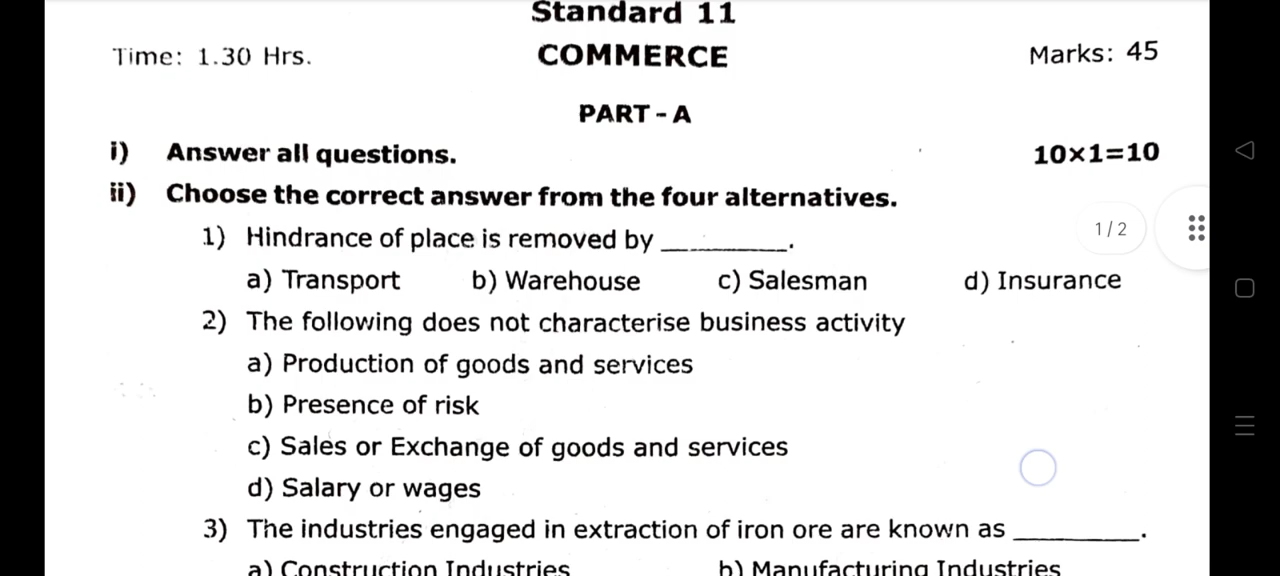 Standard 11
Time: 1.30 Hrs.
COMMERCE
Marks: 45
PART - A
i) Answer all questions. 10×1=10
ii) Choose the correct answer from the four alternatives.
1) Hindrance of place is removed by ________.
a) Transport b) Warehouse c) Salesman d) Insurance
1/2
2) The following does not characterise business activity
a) Production of goods and services
b) Presence of risk
c) Sales or Exchange of goods and services
d) Salary or wages
3) The industries engaged in extraction of iron ore are known as ________.
a) Construction Industries b) Manufacturing Industries